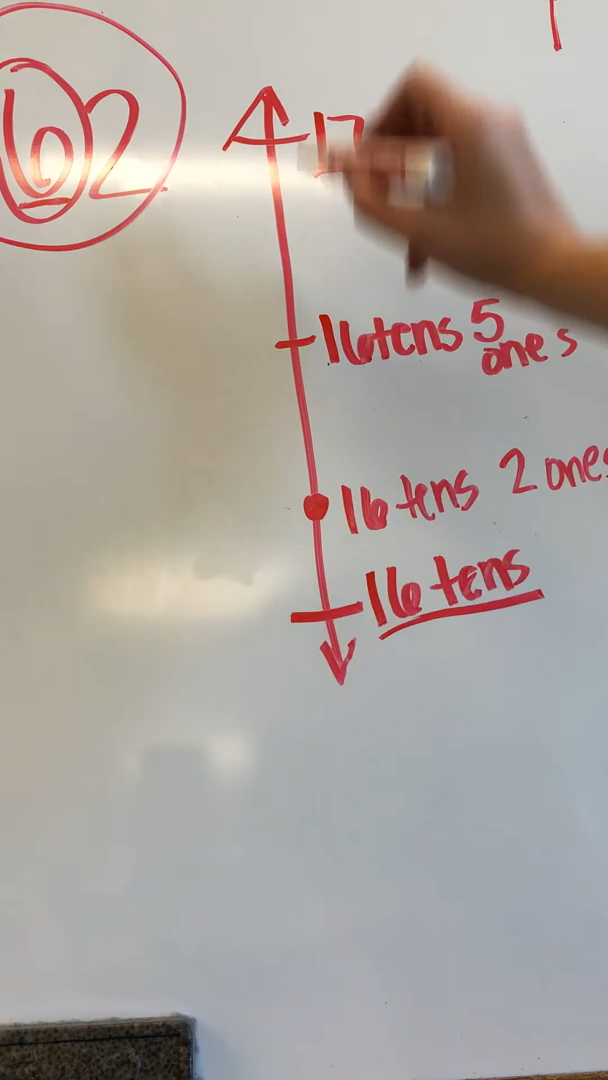 162
17
16 tens 5
ones
16 tens 2 ones
16 tens